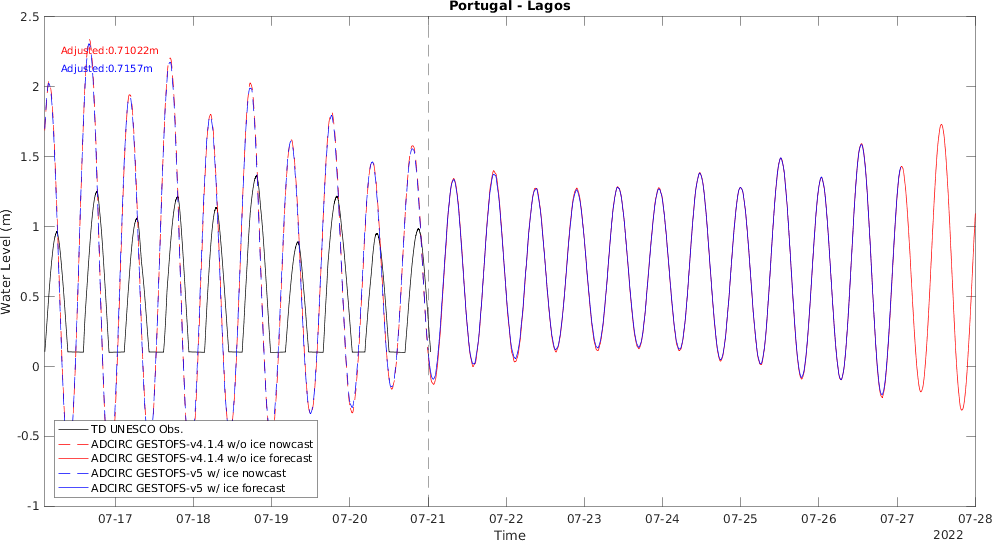 Portugal - Lagos
2.5
Adjusted:0.71022m
Adjusted:0.7157m
2
1.5
1
0.5
0
-0.5
-1
Water Level (m)
TD UNESCO Obs.
ADCIRC GESTOFS-v4.1.4 w/o ice nowcast
ADCIRC GESTOFS-v4.1.4 w/o ice forecast
ADCIRC GESTOFS-v5 w/ ice nowcast
ADCIRC GESTOFS-v5 w/ ice forecast
07-17 07-18 07-19 07-20 07-21 07-22 07-23 07-24 07-25 07-26 07-27 07-28
Time
2022